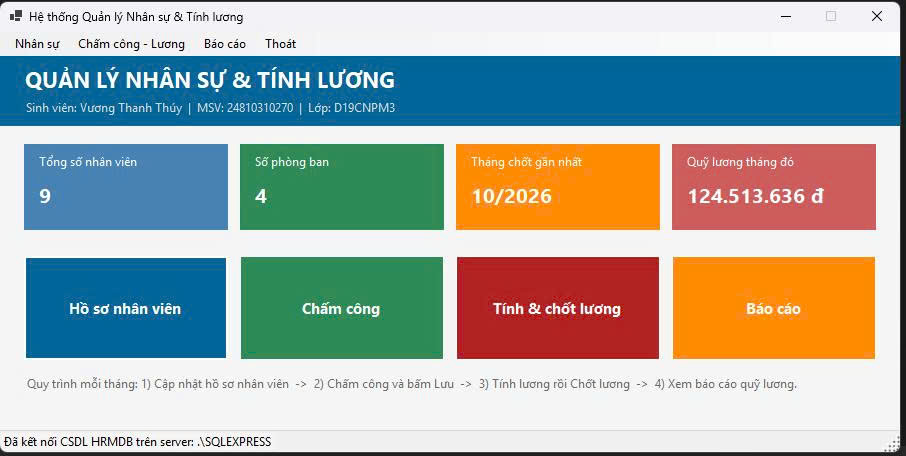 Hệ thống Quản lý Nhân sự & Tính lương
Nhân sự Chấm công - Lương Báo cáo Thoát
QUẢN LÝ NHÂN SỰ & TÍNH LƯƠNG
Sinh viên: Vương Thanh Thúy | MSV: 24810310270 | Lớp: D19CNPM3
Tổng số nhân viên
9
Số phòng ban
4
Tháng chốt gần nhất
10/2026
Quỹ lương tháng đó
124.513.636 đ
Hồ sơ nhân viên
Chấm công
Tính & chốt lương
Báo cáo
Quy trình mỗi tháng: 1) Cập nhật hồ sơ nhân viên -> 2) Chấm công và bấm Lưu -> 3) Tính lương rồi Chốt lương -> 4) Xem báo cáo quỹ lương.
Đã kết nối CSDL HRMDB trên server: .\SQLEXPRESS